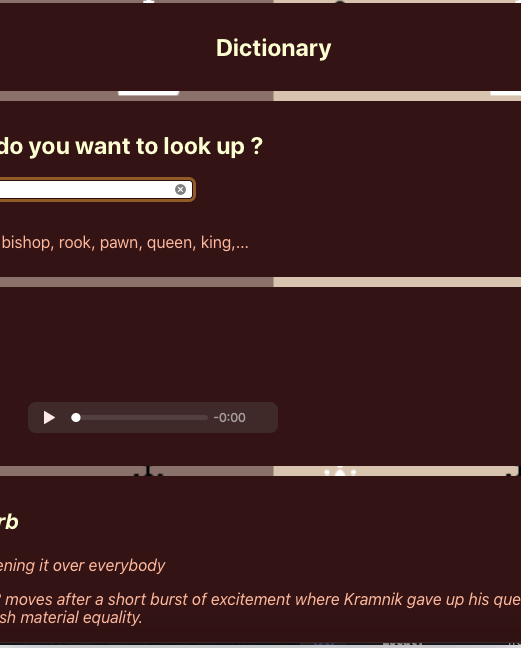 Dictionary
do you want to look up ?
bishop, rook, pawn, queen, king,...
-0:00
rb
ening it over everybody
moves after a short burst of excitement where Kramnik gave up his que
sh material equality.